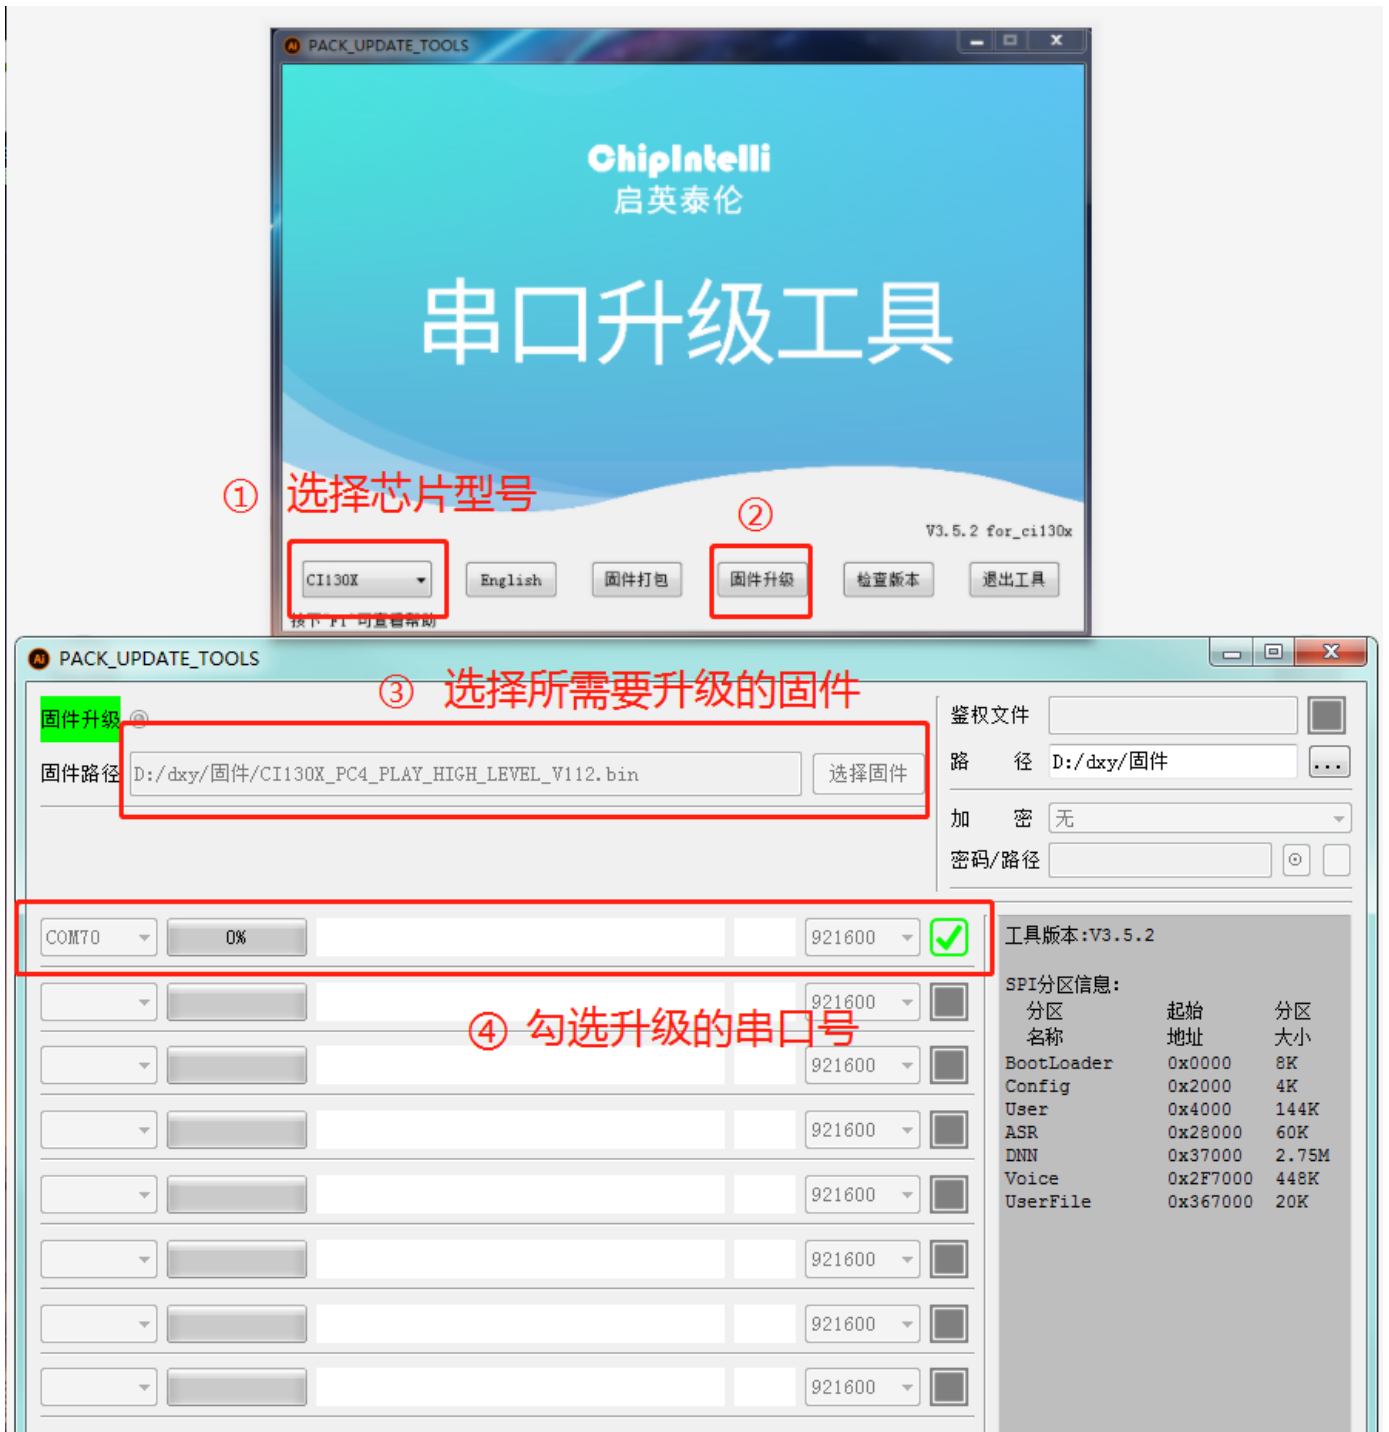 PACK_UPDATE_TOOLS
ChipIntelli
启英泰伦
串口升级工具
① 选择芯片型号
②
V3.5.2 for_ci130x
CI130X English 固件打包 固件升级 检查版本 退出工具
按下"F1"可查看帮助
PACK_UPDATE_TOOLS
③ 选择所需要升级的固件
固件升级
固件路径 D:/dxy/固件/CI130X_PC4_PLAY_HIGH_LEVEL_V112.bin 选择固件
鉴权文件
路 径 D:/dxy/固件 ...
加 密 无
密码/路径
COM70 0% 921600
921600
④ 勾选升级的串口号
921600
921600
921600
921600
921600
921600
工具版本:V3.5.2
SPI分区信息:
分区 起始 分区
名称 地址 大小
BootLoader 0x0000 8K
Config 0x2000 4K
User 0x4000 144K
ASR 0x28000 60K
DNN 0x37000 2.75M
Voice 0x2F7000 448K
UserFile 0x367000 20K